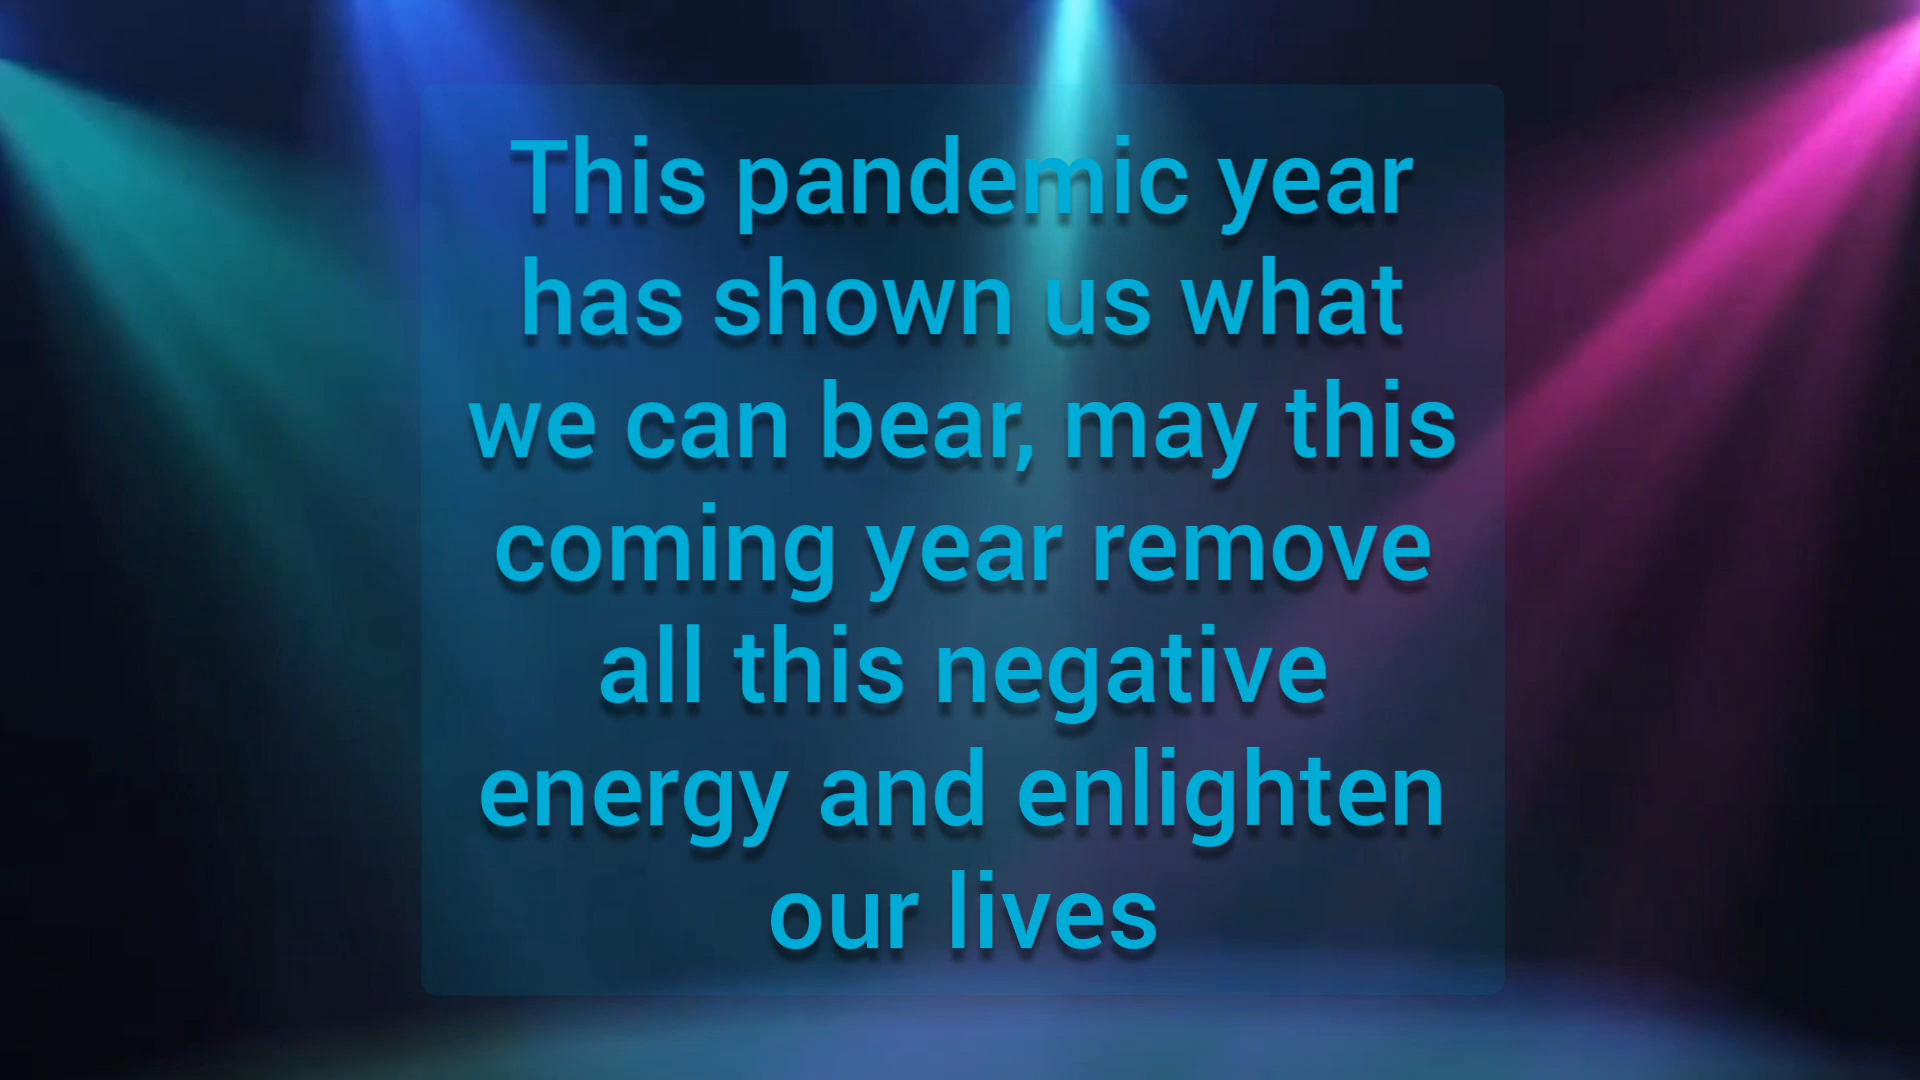 This pandemic year
has shown us what
we can bear, may this
coming year remove
all this negative
energy and enlighten
our lives